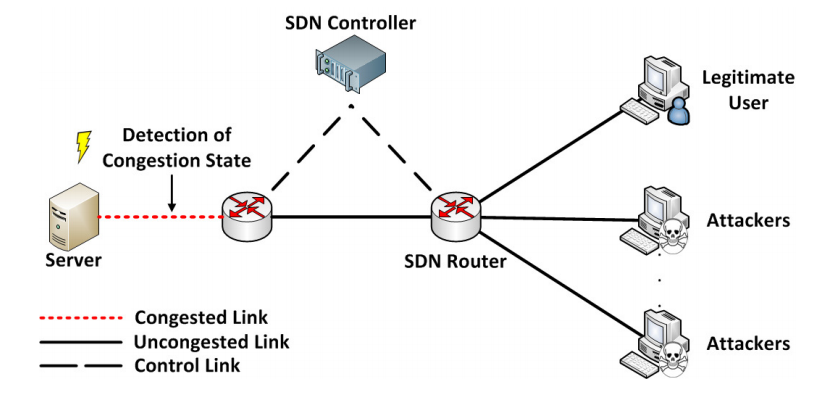 SDN Controller
Legitimate
User
Detection of
Congestion State
Attackers
Server
SDN Router
Congested Link
Uncongested Link
Control Link
Attackers